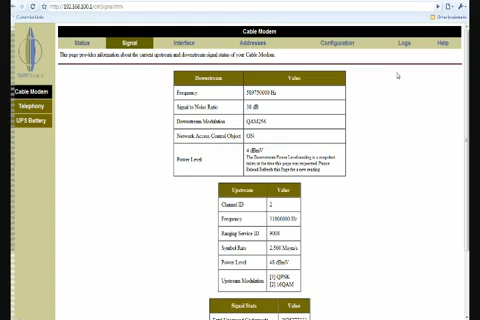 http://192.168.100.1/cmSignal.htm
Customize Links
Other bookmarks
Cable Modem
Status Signal Interface Addresses Configuration Logs Help
This page provides information about the current upstream and downstream signal status of your Cable Modem.
SURFboard
Cable Modem
Telephony
UPS Battery
Downstream Value
Frequency 589750000 Hz
Signal to Noise Ratio 38 dB
Downstream Modulation QAM256
Network Access Control Object ON
Power Level 4 dBmV
The Downstream Power Level reading is a snapshot
taken at the time this page was requested. Please
Reload/Refresh this Page for a new reading
Upstream Value
Channel ID 2
Frequency 31800000 Hz
Ranging Service ID 9009
Symbol Rate 2.560 Msym/s
Power Level 48 dBmV
Upstream Modulation [3] QPSK
[2] 16QAM
Signal Stats Value